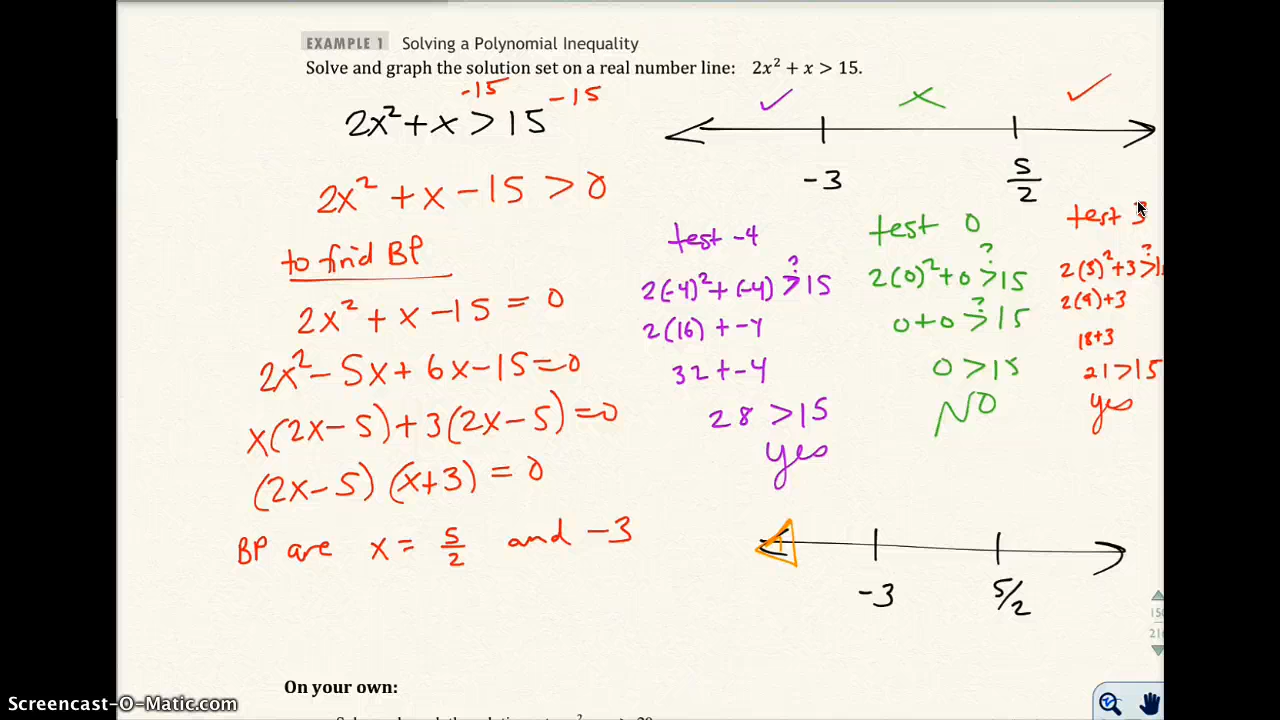 EXAMPLE 1 Solving a Polynomial Inequality
Solve and graph the solution set on a real number line: 2x² + x > 15.
-15 -15
2x² + x > 15
2x² + x - 15 > 0
to find BP
2x² + x - 15 = 0
2x² - 5x + 6x - 15 = 0
x(2x - 5) + 3(2x - 5) = 0
(2x - 5) (x + 3) = 0
BP are x = 5/2 and -3
✓ × ✓
-3 5/2
test -4
2(-4)² + (-4) >? 15
2(16) + -4
32 + -4
28 > 15
yes
test 0
2(0)² + 0 >? 15
0 + 0 >? 15
0 > 15
NO
test 3
2(3)² + 3 >? 1
2(9) + 3
18 + 3
21 > 15
yes
-3 5/2
On your own:
150
Screencast-O-Matic.com